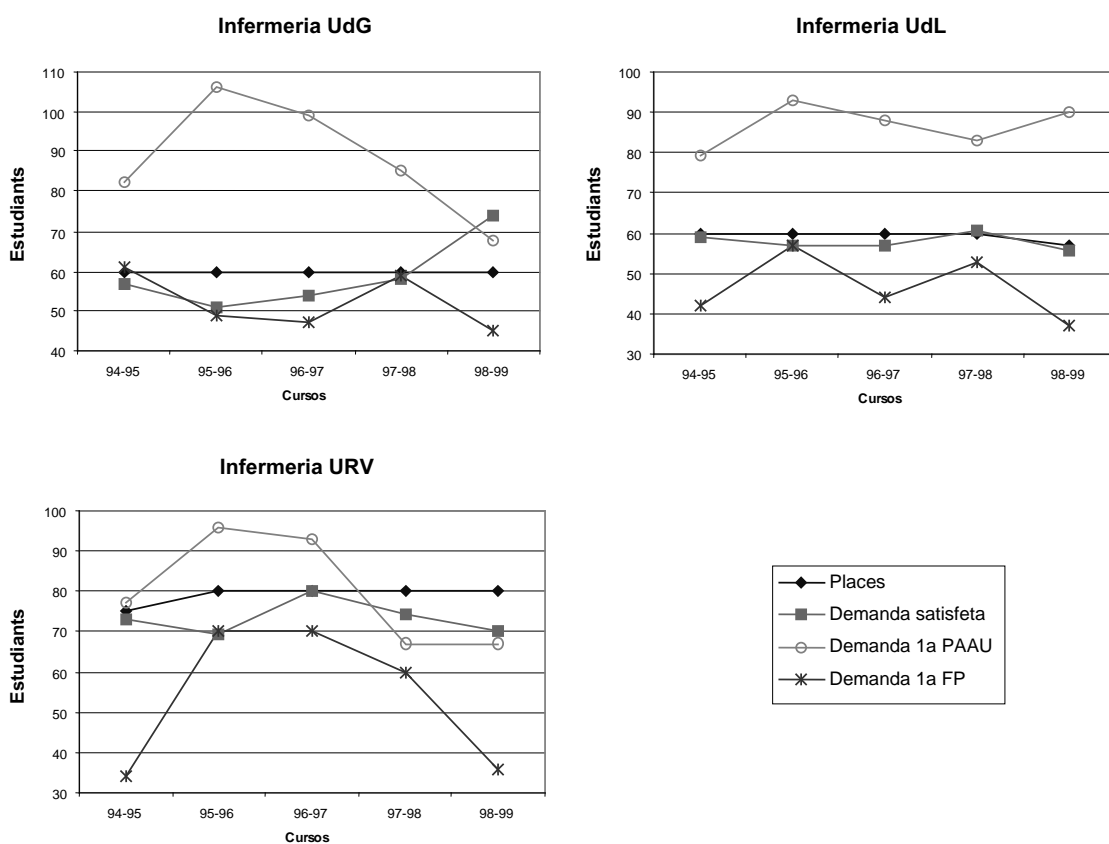 Infermeria UdG
110
100
90
80
70
60
50
40
Estudiants
94-95 95-96 96-97 97-98 98-99
Cursos
Infermeria UdL
100
90
80
70
60
50
40
30
Estudiants
94-95 95-96 96-97 97-98 98-99
Cursos
Infermeria URV
100
90
80
70
60
50
40
30
Estudiants
94-95 95-96 96-97 97-98 98-99
Cursos
Places
Demanda satisfeta
Demanda 1a PAAU
Demanda 1a FP